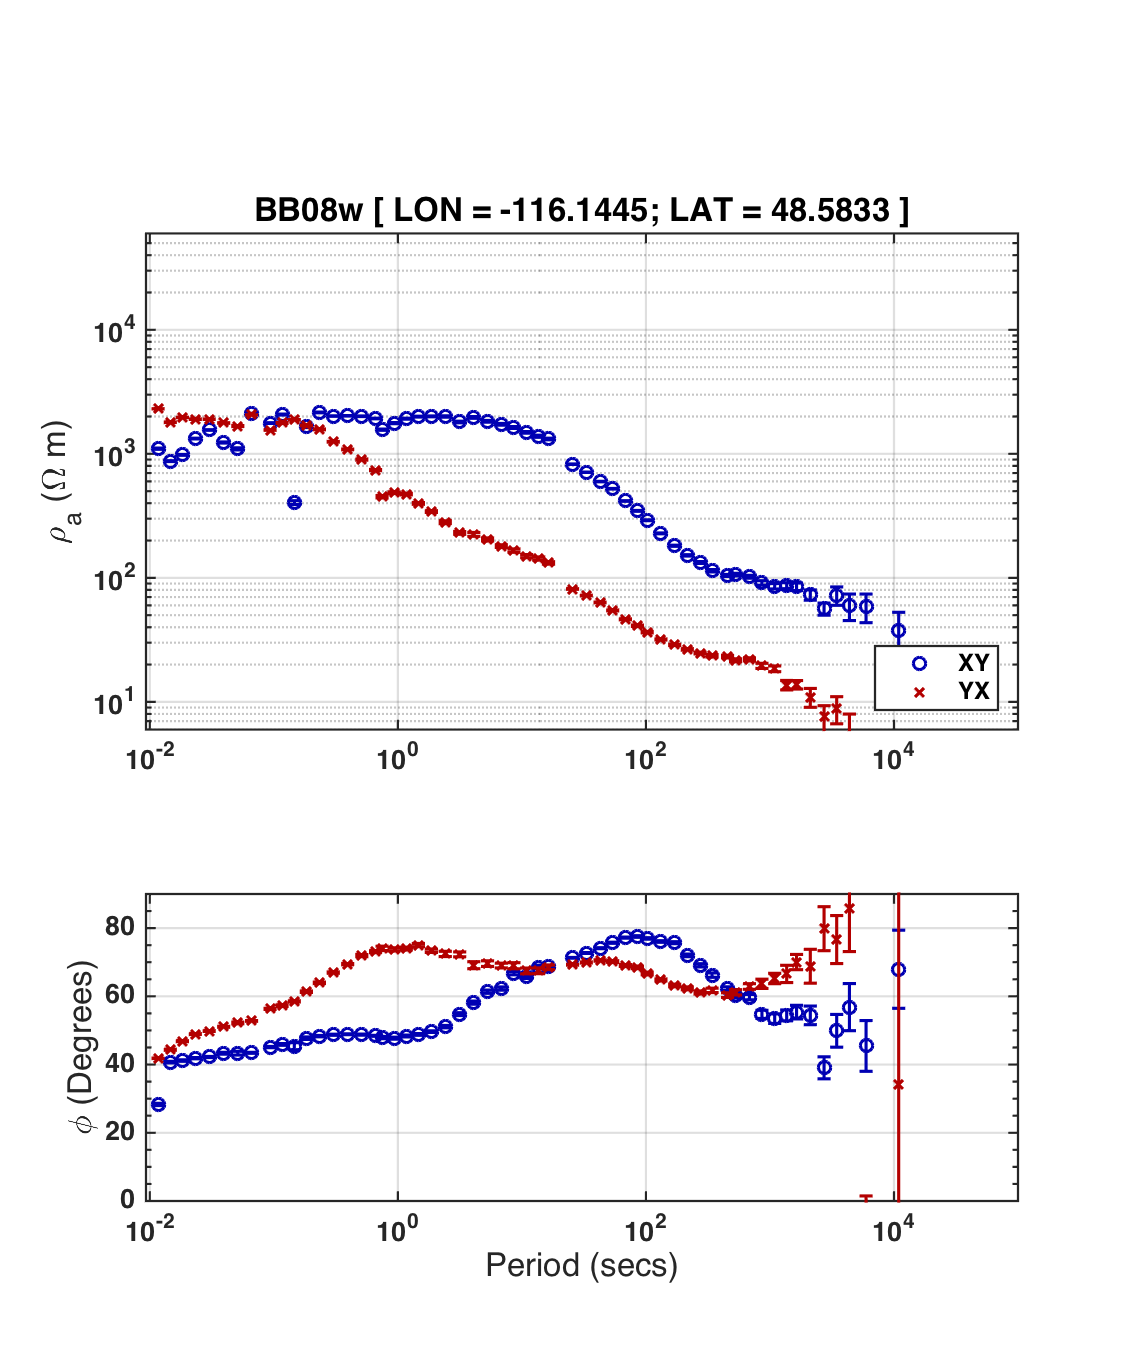 BB08w [ LON = -116.1445; LAT = 48.5833 ]
ρa (Ω m)
10^4
10^3
10^2
10^1
XY
YX
10^-2 10^0 10^2 10^4
φ (Degrees)
80
60
40
20
0
10^-2 10^0 10^2 10^4
Period (secs)